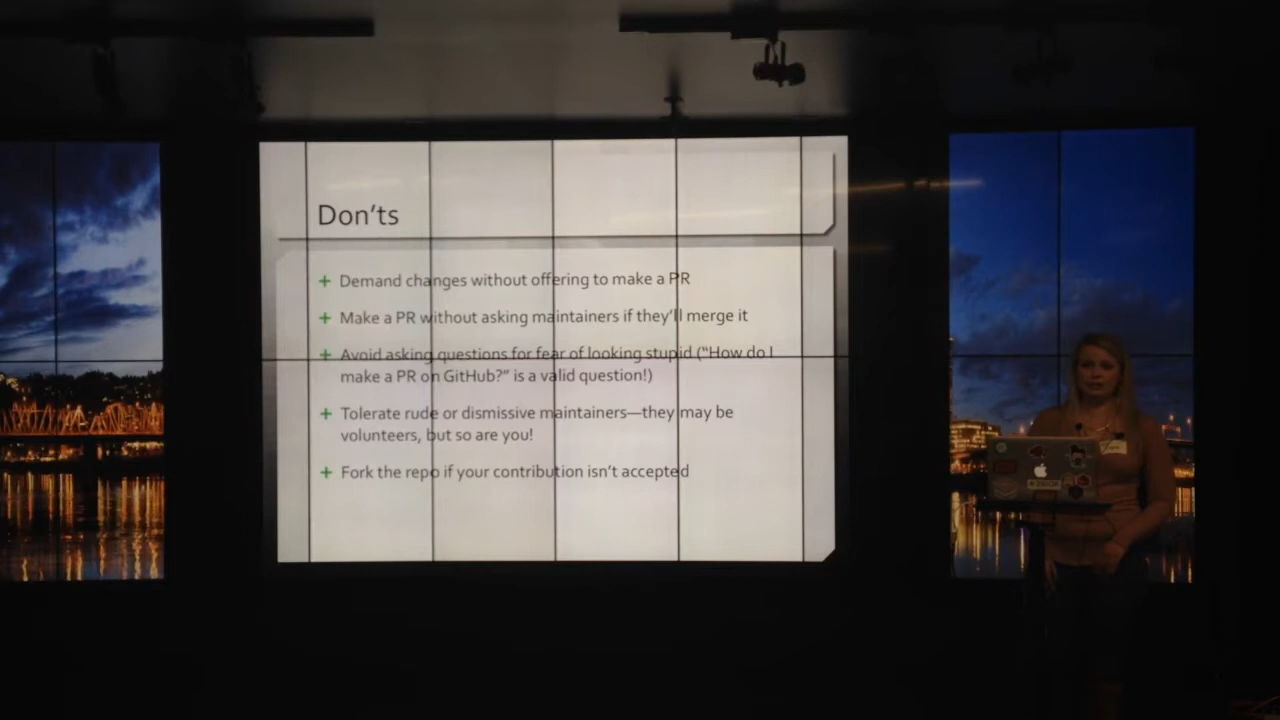 Don'ts
+ Demand changes without offering to make a PR
+ Make a PR without asking maintainers if they'll merge it
+ Avoid asking questions for fear of looking stupid (“How do I
make a PR on GitHub?” is a valid question!)
+ Tolerate rude or dismissive maintainers—they may be
volunteers, but so are you!
+ Fork the repo if your contribution isn't accepted